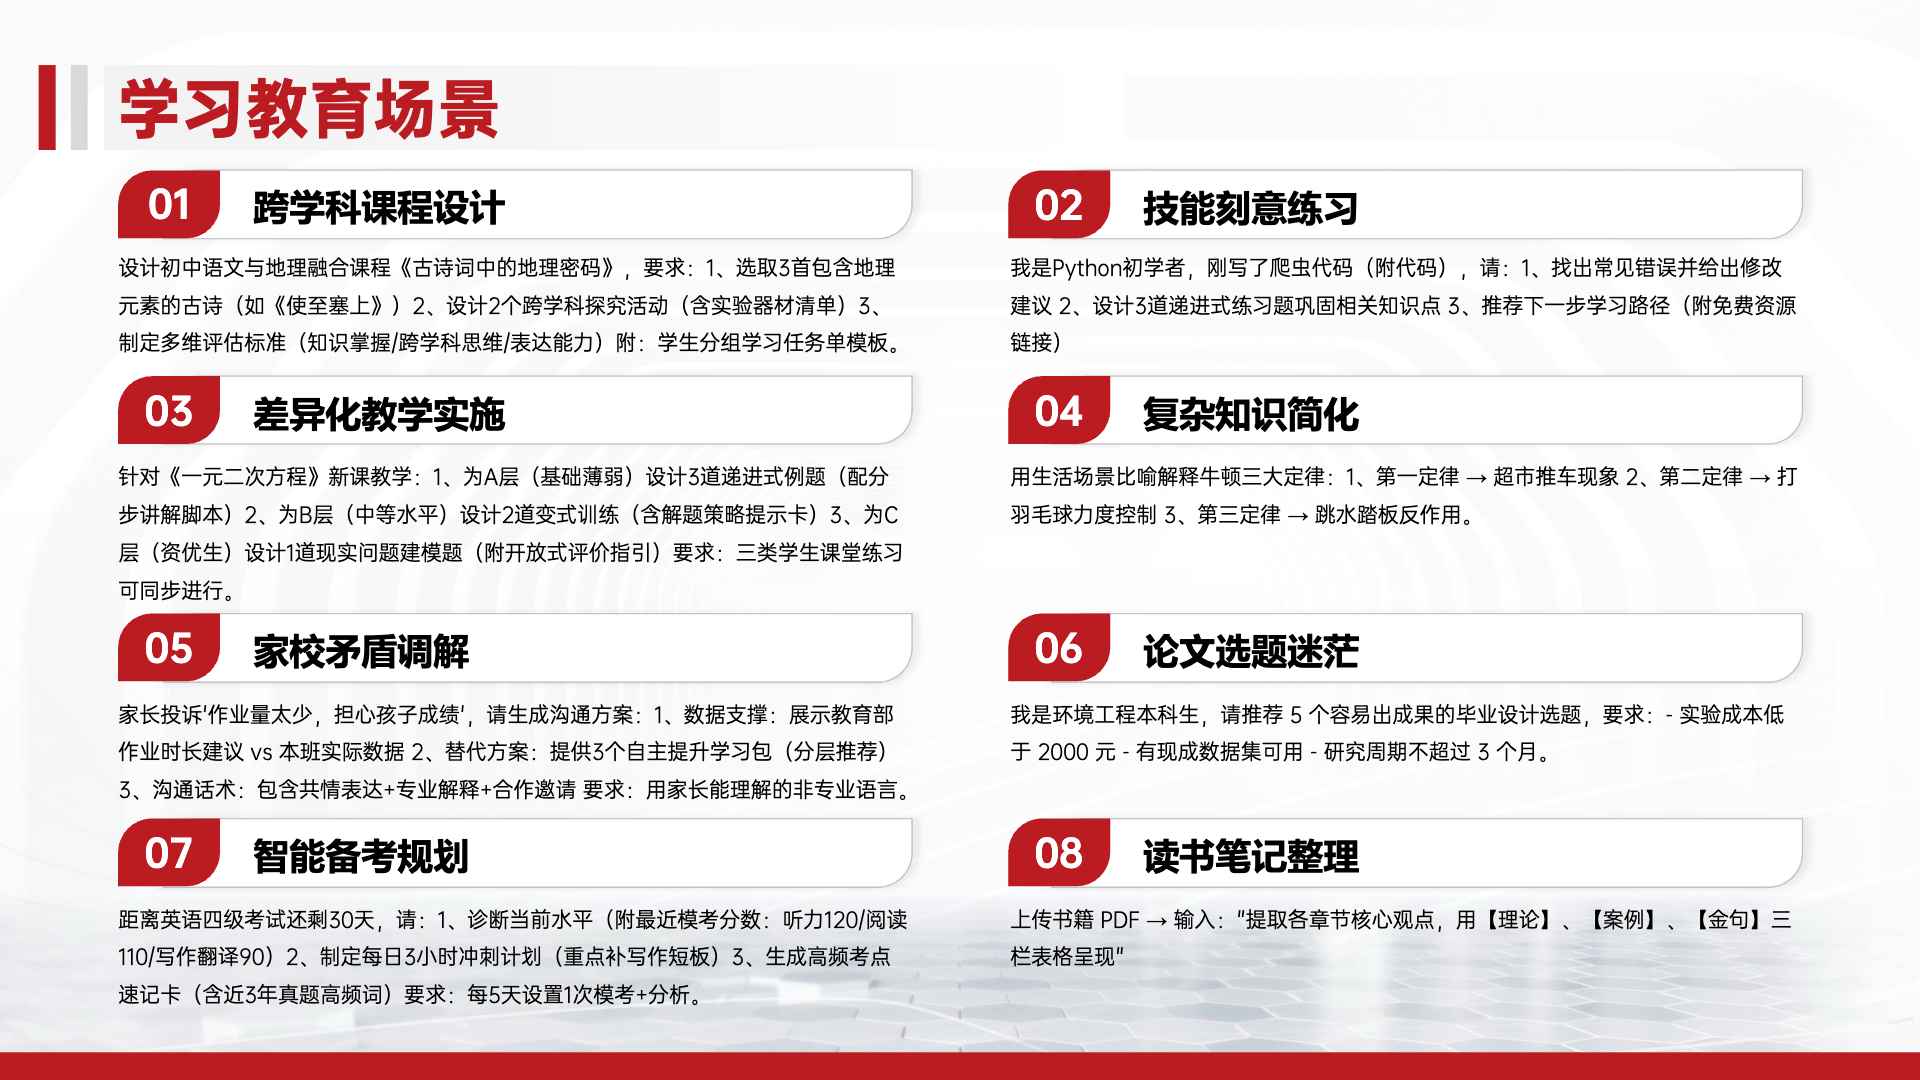 学习教育场景
01 跨学科课程设计
设计初中语文与地理融合课程《古诗词中的地理密码》，要求：1、选取3首包含地理
元素的古诗（如《使至塞上》）2、设计2个跨学科探究活动（含实验器材清单）3、
制定多维评估标准（知识掌握/跨学科思维/表达能力）附：学生分组学习任务单模板。
02 技能刻意练习
我是Python初学者，刚写了爬虫代码（附代码），请：1、找出常见错误并给出修改
建议 2、设计3道递进式练习题巩固相关知识点 3、推荐下一步学习路径（附免费资源
链接）
03 差异化教学实施
针对《一元二次方程》新课教学：1、为A层（基础薄弱）设计3道递进式例题（配分
步讲解脚本）2、为B层（中等水平）设计2道变式训练（含解题策略提示卡）3、为C
层（资优生）设计1道现实问题建模题（附开放式评价指引）要求：三类学生课堂练习
可同步进行。
04 复杂知识简化
用生活场景比喻解释牛顿三大定律：1、第一定律 → 超市推车现象 2、第二定律 → 打
羽毛球力度控制 3、第三定律 → 跳水踏板反作用。
05 家校矛盾调解
家长投诉'作业量太少，担心孩子成绩'，请生成沟通方案：1、数据支撑：展示教育部
作业时长建议 vs 本班实际数据 2、替代方案：提供3个自主提升学习包（分层推荐）
3、沟通话术：包含共情表达+专业解释+合作邀请 要求：用家长能理解的非专业语言。
06 论文选题迷茫
我是环境工程本科生，请推荐 5 个容易出成果的毕业设计选题，要求：- 实验成本低
于 2000 元 - 有现成数据集可用 - 研究周期不超过 3 个月。
07 智能备考规划
距离英语四级考试还剩30天，请：1、诊断当前水平（附最近模考分数：听力120/阅读
110/写作翻译90）2、制定每日3小时冲刺计划（重点补写作短板）3、生成高频考点
速记卡（含近3年真题高频词）要求：每5天设置1次模考+分析。
08 读书笔记整理
上传书籍 PDF → 输入："提取各章节核心观点，用【理论】、【案例】、【金句】三
栏表格呈现"